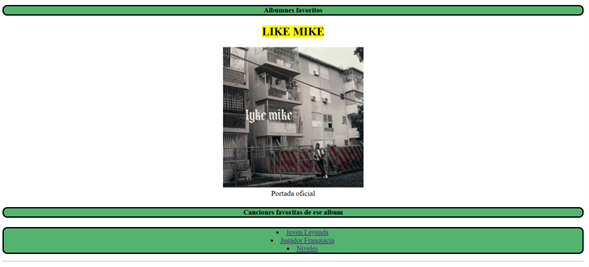 Albumnes favoritos
LIKE MIKE
Lyke mike
Portada oficial
Canciones favoritas de ese album
Joven Leyenda
Jugador Franquicia
Niveles